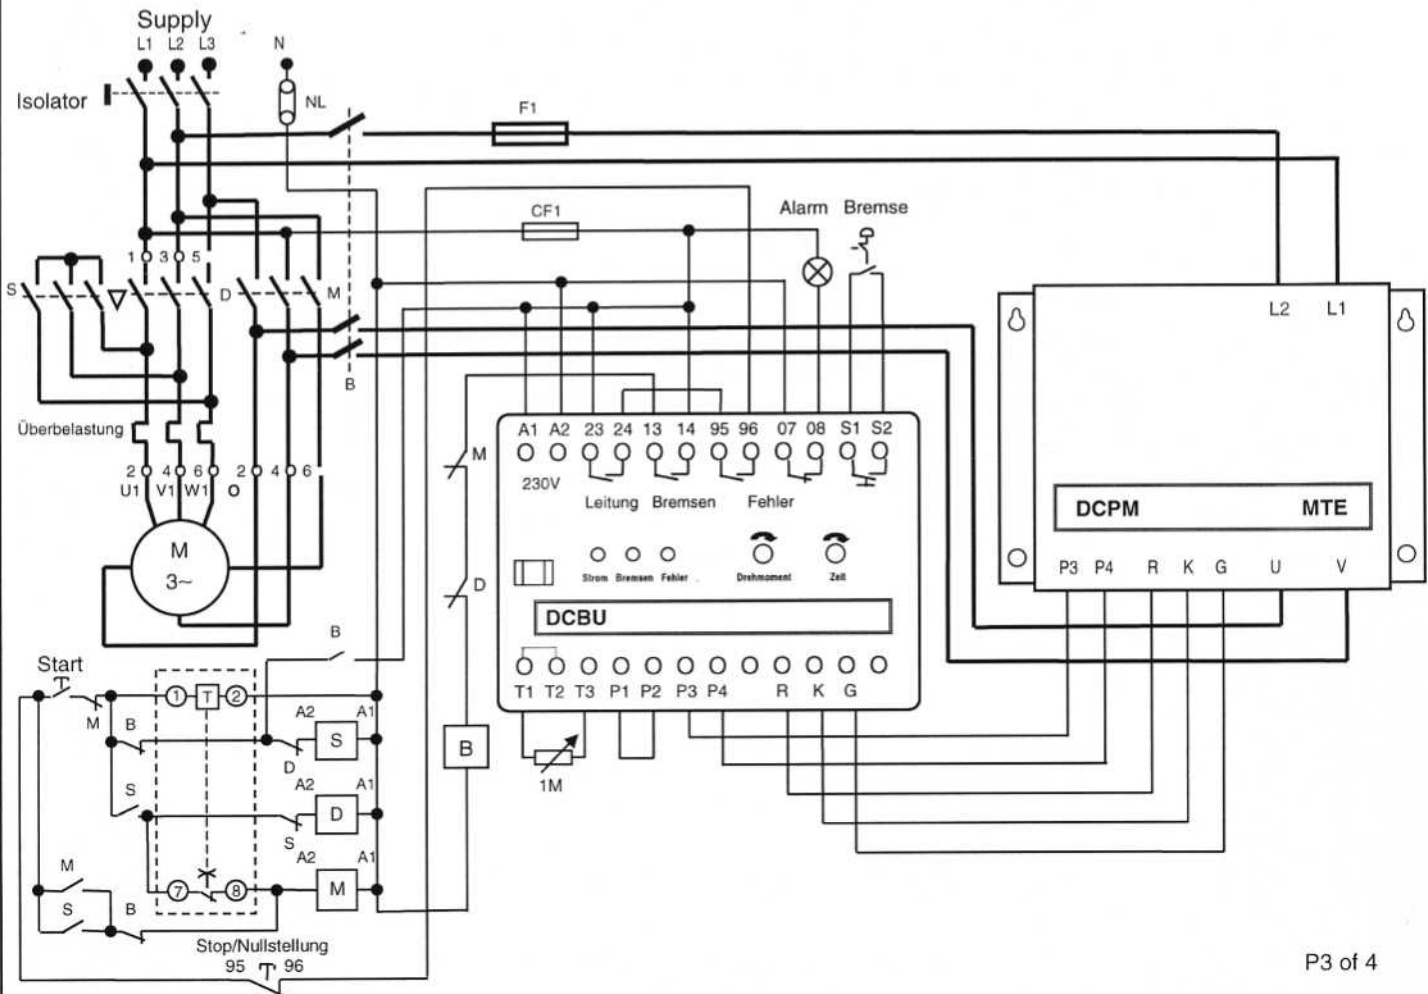 Supply
L1 L2 L3 N
Isolator
NL
F1
CF1
Alarm Bremse
1 3 5
S D M
B
L2 L1
Überbelastung
A1 A2 23 24 13 14 95 96 07 08 S1 S2
M
230V
Leitung Bremsen Fehler
2 4 6 2 4 6
U1 V1 W1 O
DCPM MTE
M
3~
D
Strom Bremsen Fehler Drehmoment Zeit
P3 P4 R K G U V
DCBU
B
Start
T1 T2 T3 P1 P2 P3 P4 R K G
1 T 2
M
A2 A1
B
S
D
B
1M
A2 A1
S
D
S
A2 A1
M
7 8
M
S
B
Stop/Nullstellung
95 96
P3 of 4